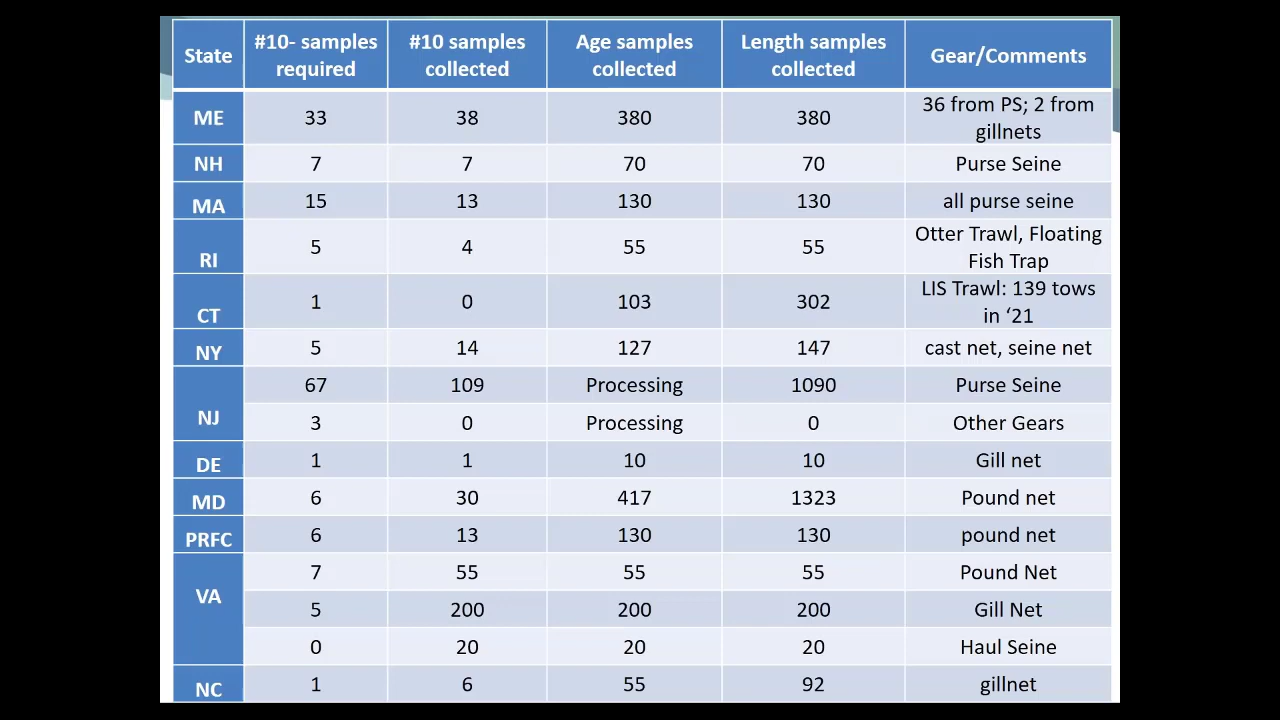 State #10- samples required #10 samples collected Age samples collected Length samples collected Gear/Comments
ME 33 38 380 380 36 from PS; 2 from gillnets
NH 7 7 70 70 Purse Seine
MA 15 13 130 130 all purse seine
RI 5 4 55 55 Otter Trawl, Floating Fish Trap
CT 1 0 103 302 LIS Trawl: 139 tows in ‘21
NY 5 14 127 147 cast net, seine net
NJ 67 109 Processing 1090 Purse Seine
3 0 Processing 0 Other Gears
DE 1 1 10 10 Gill net
MD 6 30 417 1323 Pound net
PRFC 6 13 130 130 pound net
VA 7 55 55 55 Pound Net
5 200 200 200 Gill Net
0 20 20 20 Haul Seine
NC 1 6 55 92 gillnet